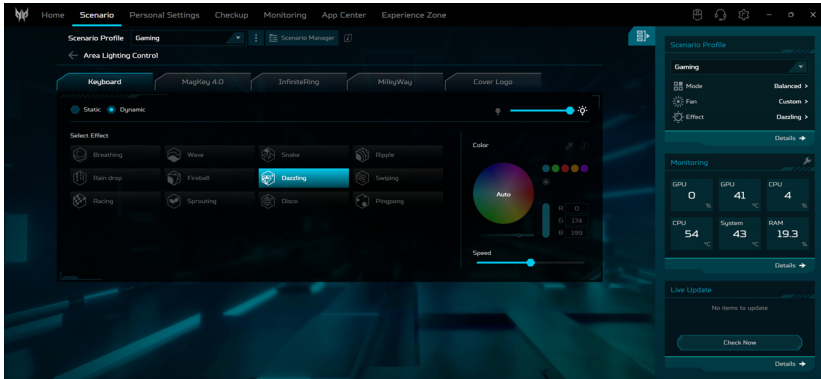 Home Scenario Personal Settings Checkup Monitoring App Center Experience Zone
Scenario Profile Gaming Scenario Manager
Area Lighting Control
Keyboard MagKey 4.0 InfiniteRing MilkyWay Cover Logo
Static Dynamic
Select Effect
Breathing Wave Snake Ripple
Rain drop Fireball Dazzling Swiping
Racing Sprouting Disco Pingpong
Color
Auto
R 0
G 174
B 199
Speed
Scenario Profile
Gaming
Mode Balanced >
Fan Custom >
Effect Dazzling >
Details →
Monitoring
GPU GPU CPU
0 % 41 °C 4 %
CPU System RAM
54 °C 43 °C 19.3 %
Details →
Live Update
No items to update
Check Now
Details →